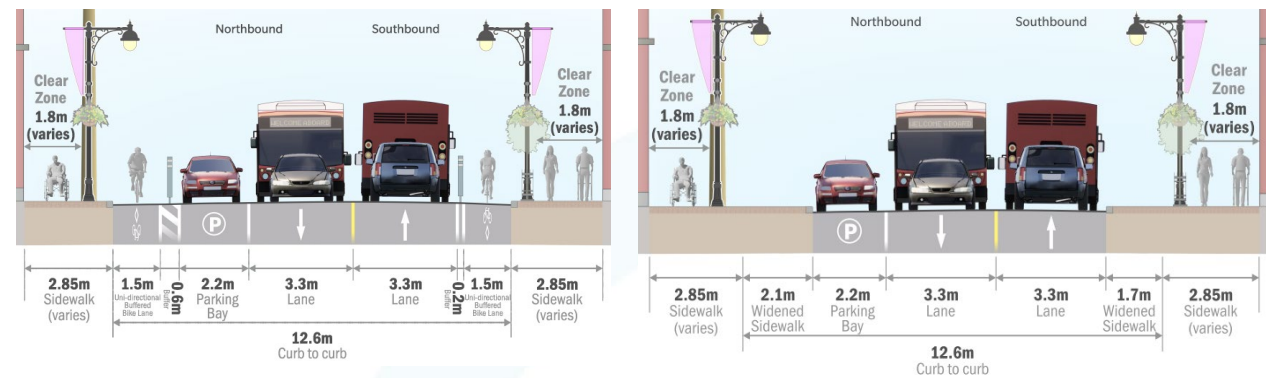 Northbound
Southbound
Clear
Zone
1.8m
(varies)
Clear
Zone
1.8m
(varies)
WELCOME ABOARD
P
2.85m
Sidewalk
(varies)
1.5m
Uni-directional
Buffered
Bike Lane
0.6m
Buffer
2.2m
Parking
Bay
3.3m
Lane
3.3m
Lane
0.2m
Buffer
1.5m
Uni-directional
Buffered
Bike Lane
2.85m
Sidewalk
(varies)
12.6m
Curb to curb
Northbound
Southbound
Clear
Zone
1.8m
(varies)
Clear
Zone
1.8m
(varies)
WELCOME ABOARD
P
2.85m
Sidewalk
(varies)
2.1m
Widened
Sidewalk
2.2m
Parking
Bay
3.3m
Lane
3.3m
Lane
1.7m
Widened
Sidewalk
2.85m
Sidewalk
(varies)
12.6m
Curb to curb